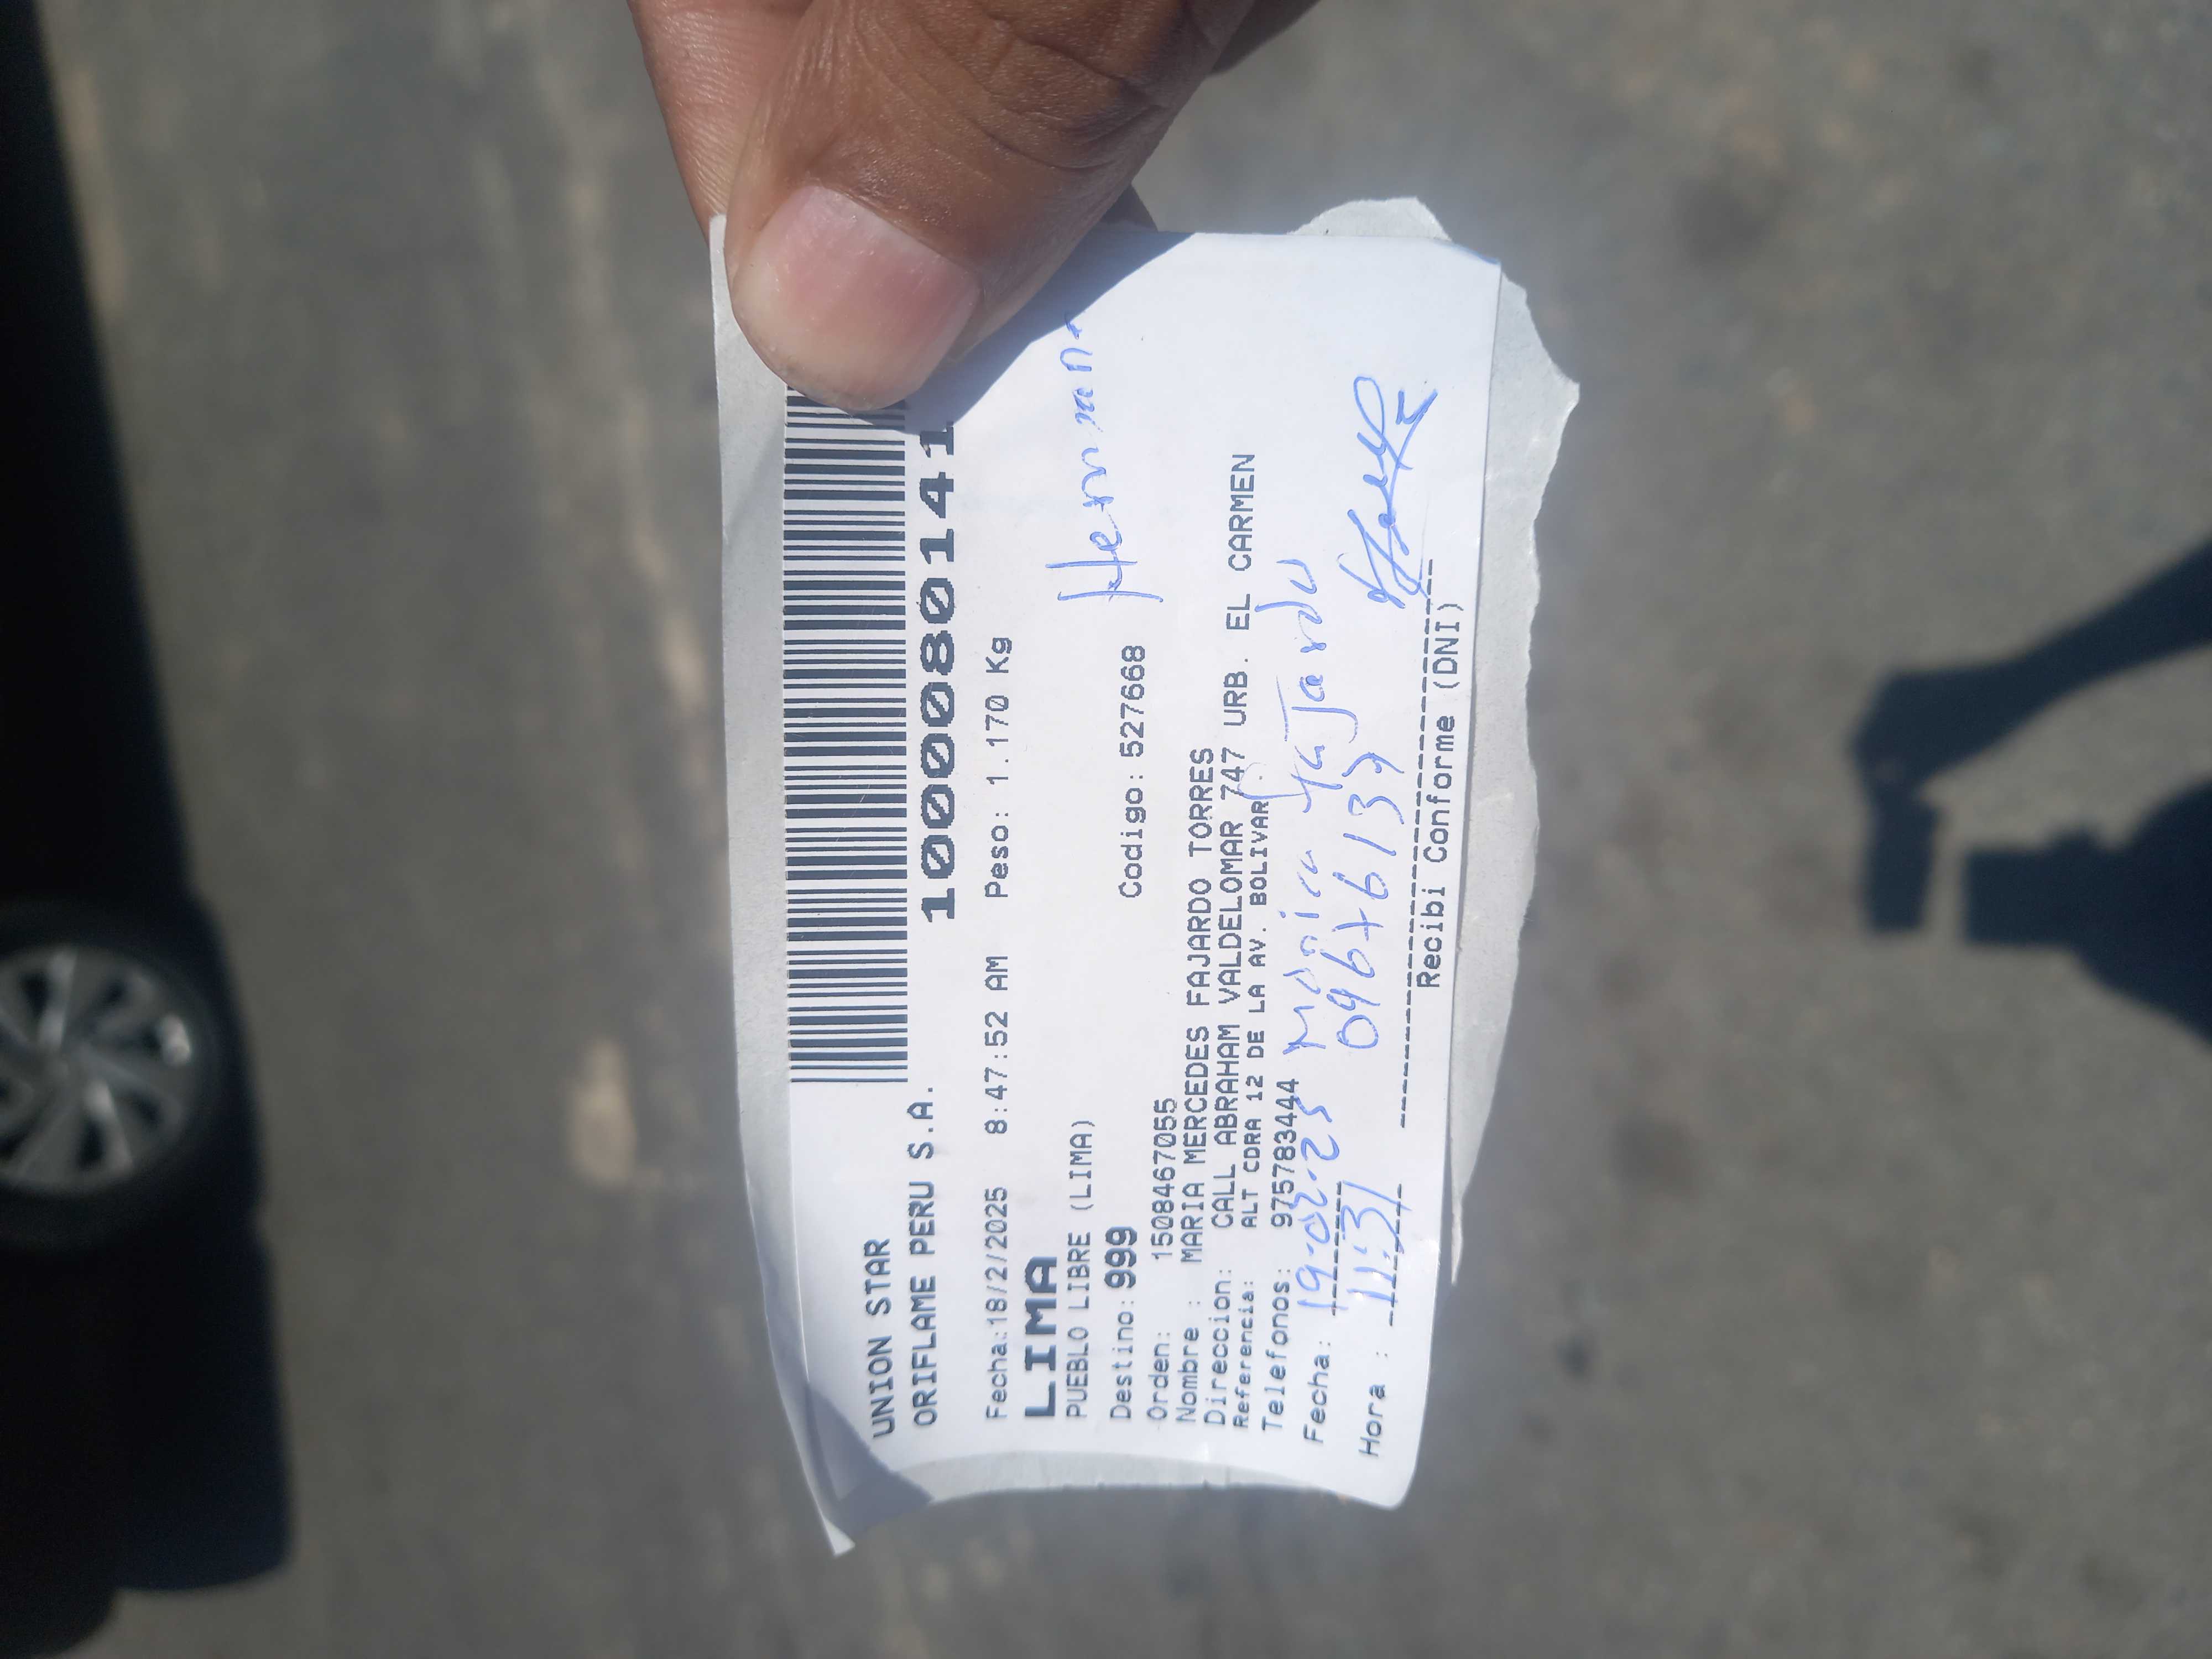 UNION STAR
ORIFLAME PERU S.A.
1000080141
Fecha:18/2/2025 8:47:52 AM Peso: 1.170 Kg
LIMA
PUEBLO LIBRE (LIMA)
Destino: 999 Codigo: 527668
Orden: 1508467055
Nombre : MARIA MERCEDES FAJARDO TORRES
Direccion: CALL ABRAHAM VALDELOMAR 747 URB. EL CARMEN
Referencia: ALT CDRA 12 DE LA AV. BOLIVAR
Telefonos: 975783444
Fecha: 19-02-25 Mónica Fajardo
Hora : 11:31
Recibi Conforme (DNI)